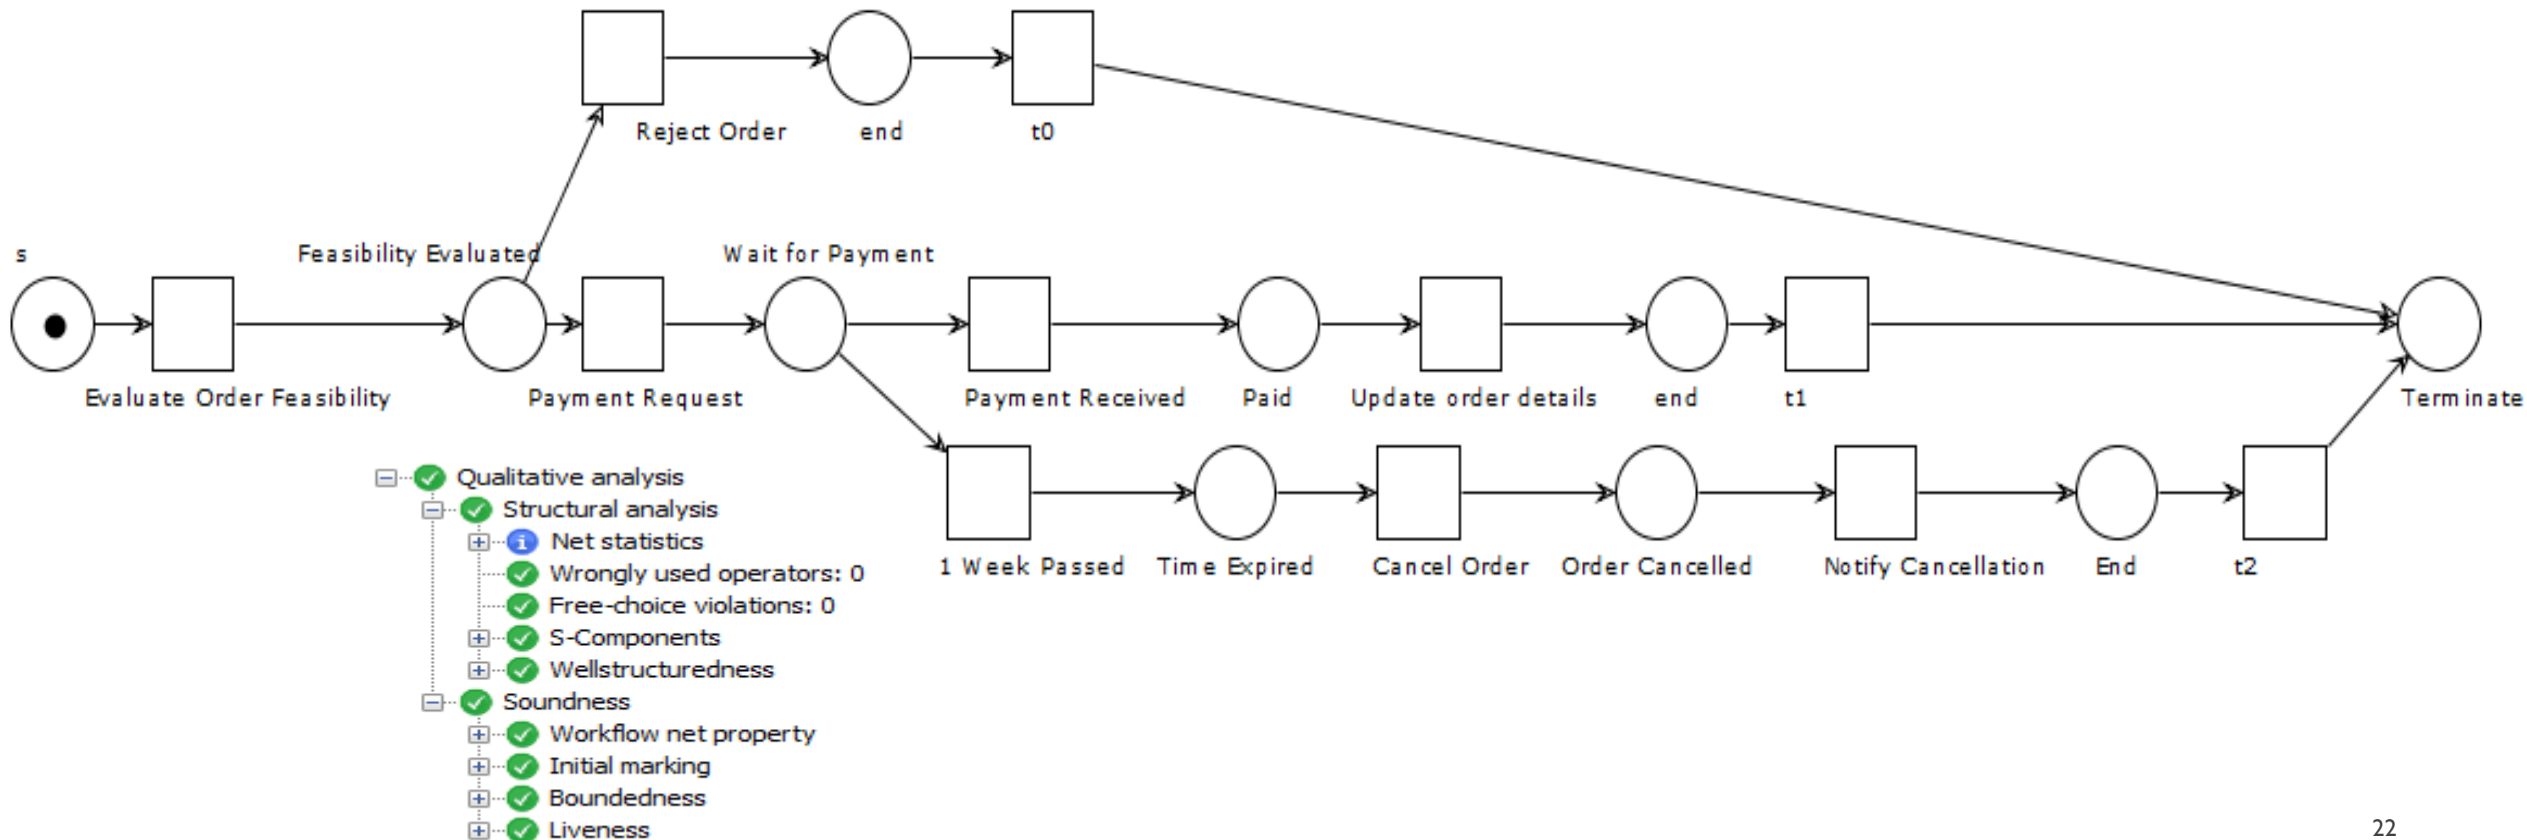 Reject Order
end
t0
s
Feasibility Evaluated
Wait for Payment
Evaluate Order Feasibility
Payment Request
Payment Received
Paid
Update order details
end
t1
Terminate
1 Week Passed
Time Expired
Cancel Order
Order Cancelled
Notify Cancellation
End
t2
Qualitative analysis
Structural analysis
Net statistics
Wrongly used operators: 0
Free-choice violations: 0
S-Components
Wellstructuredness
Soundness
Workflow net property
Initial marking
Boundedness
Liveness
22